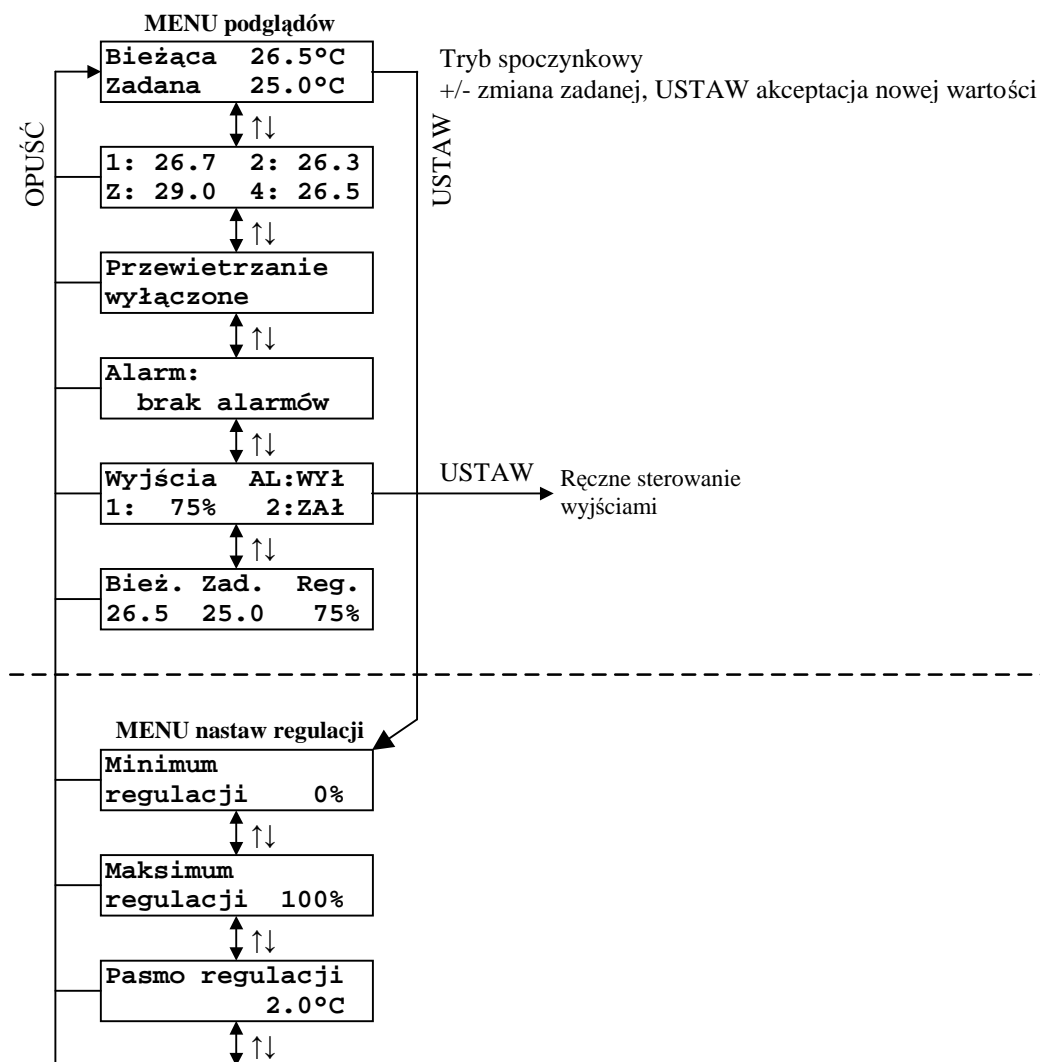 MENU podglądów
Bieżąca 26.5°C
Zadana 25.0°C
Tryb spoczynkowy
+/- zmiana zadanej, USTAW akceptacja nowej wartości
OPUŚĆ
USTAW
↑↓
1: 26.7 2: 26.3
Z: 29.0 4: 26.5
↑↓
Przewietrzanie
wyłączone
↑↓
Alarm:
brak alarmów
↑↓
Wyjścia AL:WYł
1: 75% 2:ZAł
USTAW
Ręczne sterowanie
wyjściami
↑↓
Bież. Zad. Reg.
26.5 25.0 75%
MENU nastaw regulacji
Minimum
regulacji 0%
↑↓
Maksimum
regulacji 100%
↑↓
Pasmo regulacji
2.0°C
↑↓